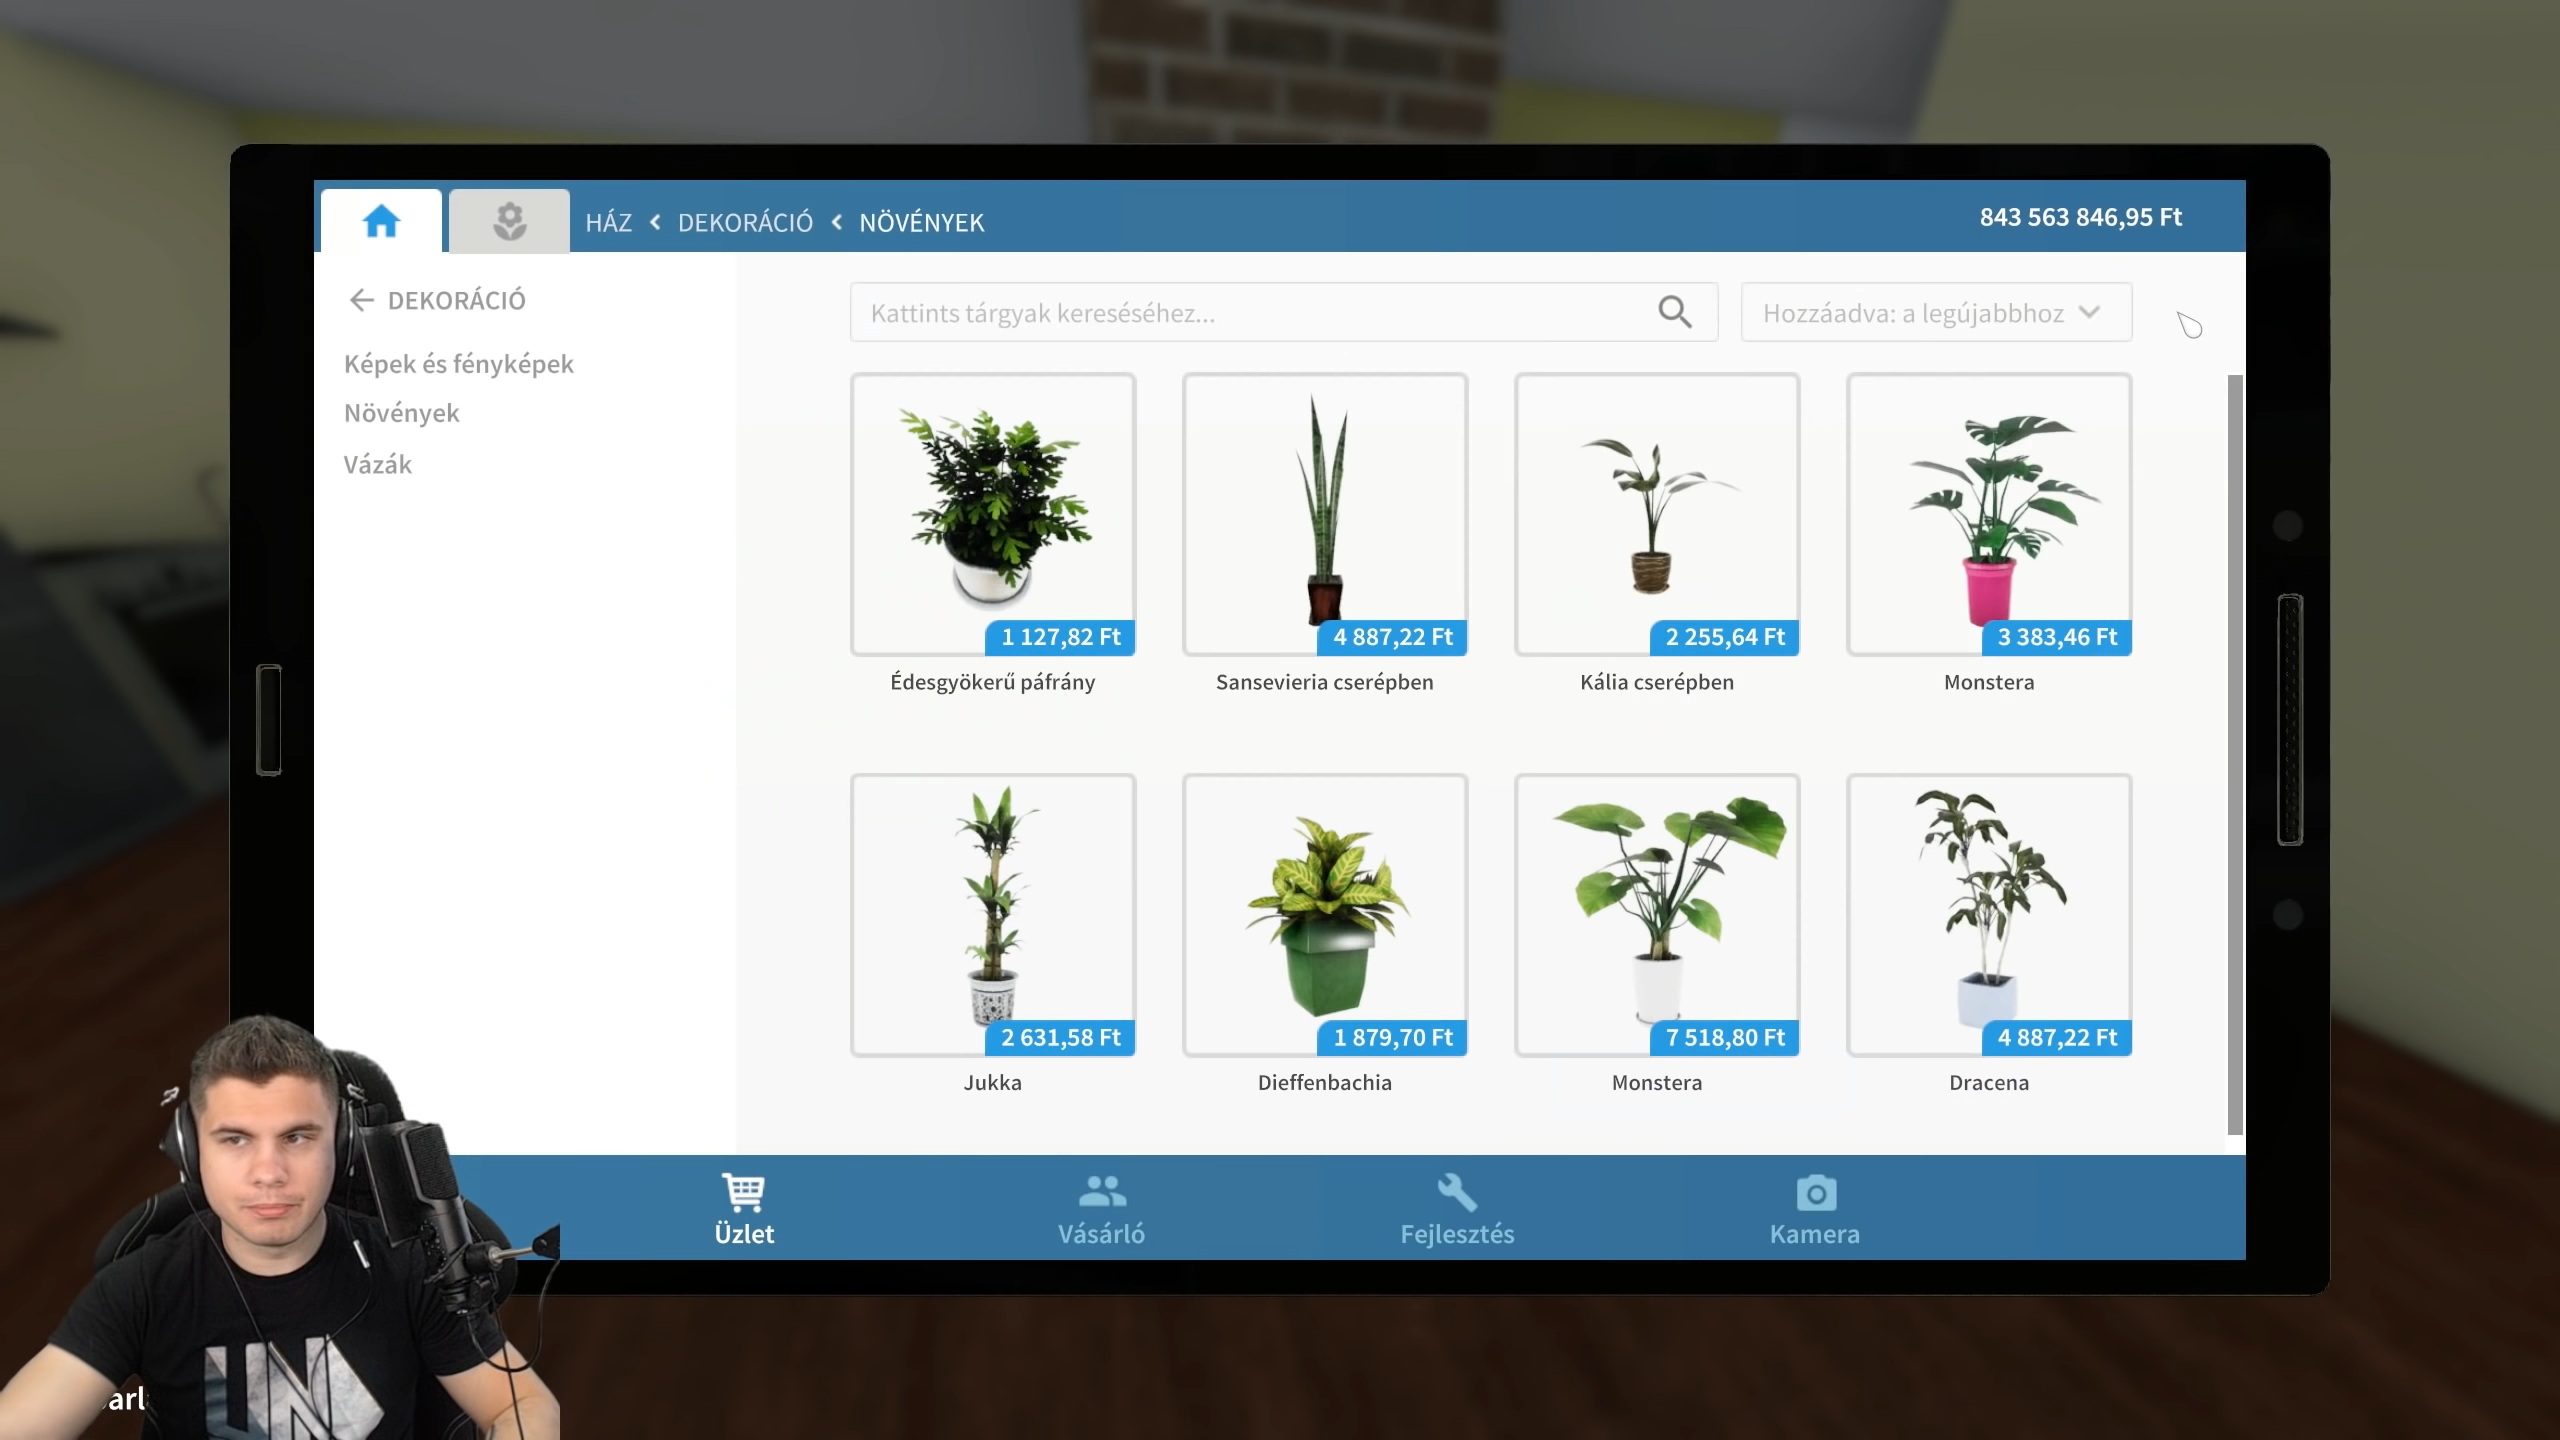 HÁZ < DEKORÁCIÓ < NÖVÉNYEK
843 563 846,95 Ft
DEKORÁCIÓ
Képek és fényképek
Növények
Vázák
Kattints tárgyak kereséséhez...
Hozzáadva: a legújabbhoz
1 127,82 Ft
4 887,22 Ft
2 255,64 Ft
3 383,46 Ft
Édesgyökerű páfrány
Sansevieria cserépben
Kália cserépben
Monstera
2 631,58 Ft
1 879,70 Ft
7 518,80 Ft
4 887,22 Ft
Jukka
Dieffenbachia
Monstera
Dracena
Üzlet
Vásárló
Fejlesztés
Kamera